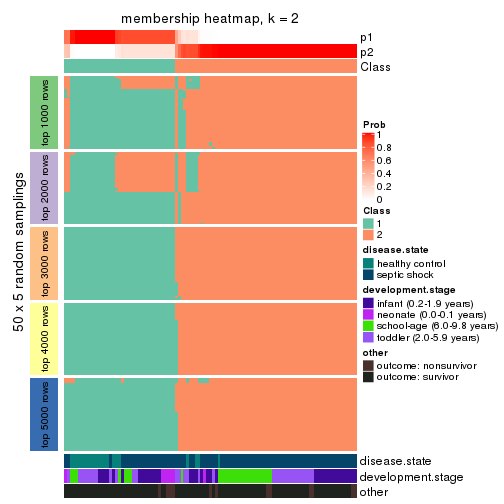 membership heatmap, k = 2
p1
p2
Class
50 x 5 random samplings
top 1000 rows
top 2000 rows
top 3000 rows
top 4000 rows
top 5000 rows
disease.state
development.stage
other
Prob
1
0.8
0.6
0.4
0.2
0
Class
1
2
disease.state
healthy control
septic shock
development.stage
infant (0.2-1.9 years)
neonate (0.0-0.1 years)
school-age (6.0-9.8 years)
toddler (2.0-5.9 years)
other
outcome: nonsurvivor
outcome: survivor